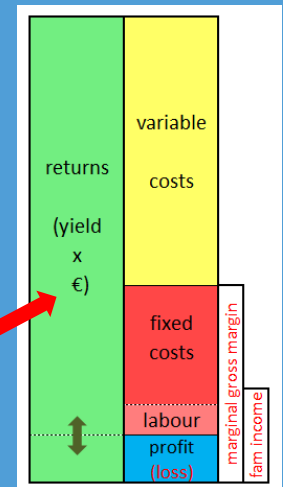 returns
(yield
x
€)
variable
costs
fixed
costs
labour
profit
(loss)
marginal gross margin
fam income